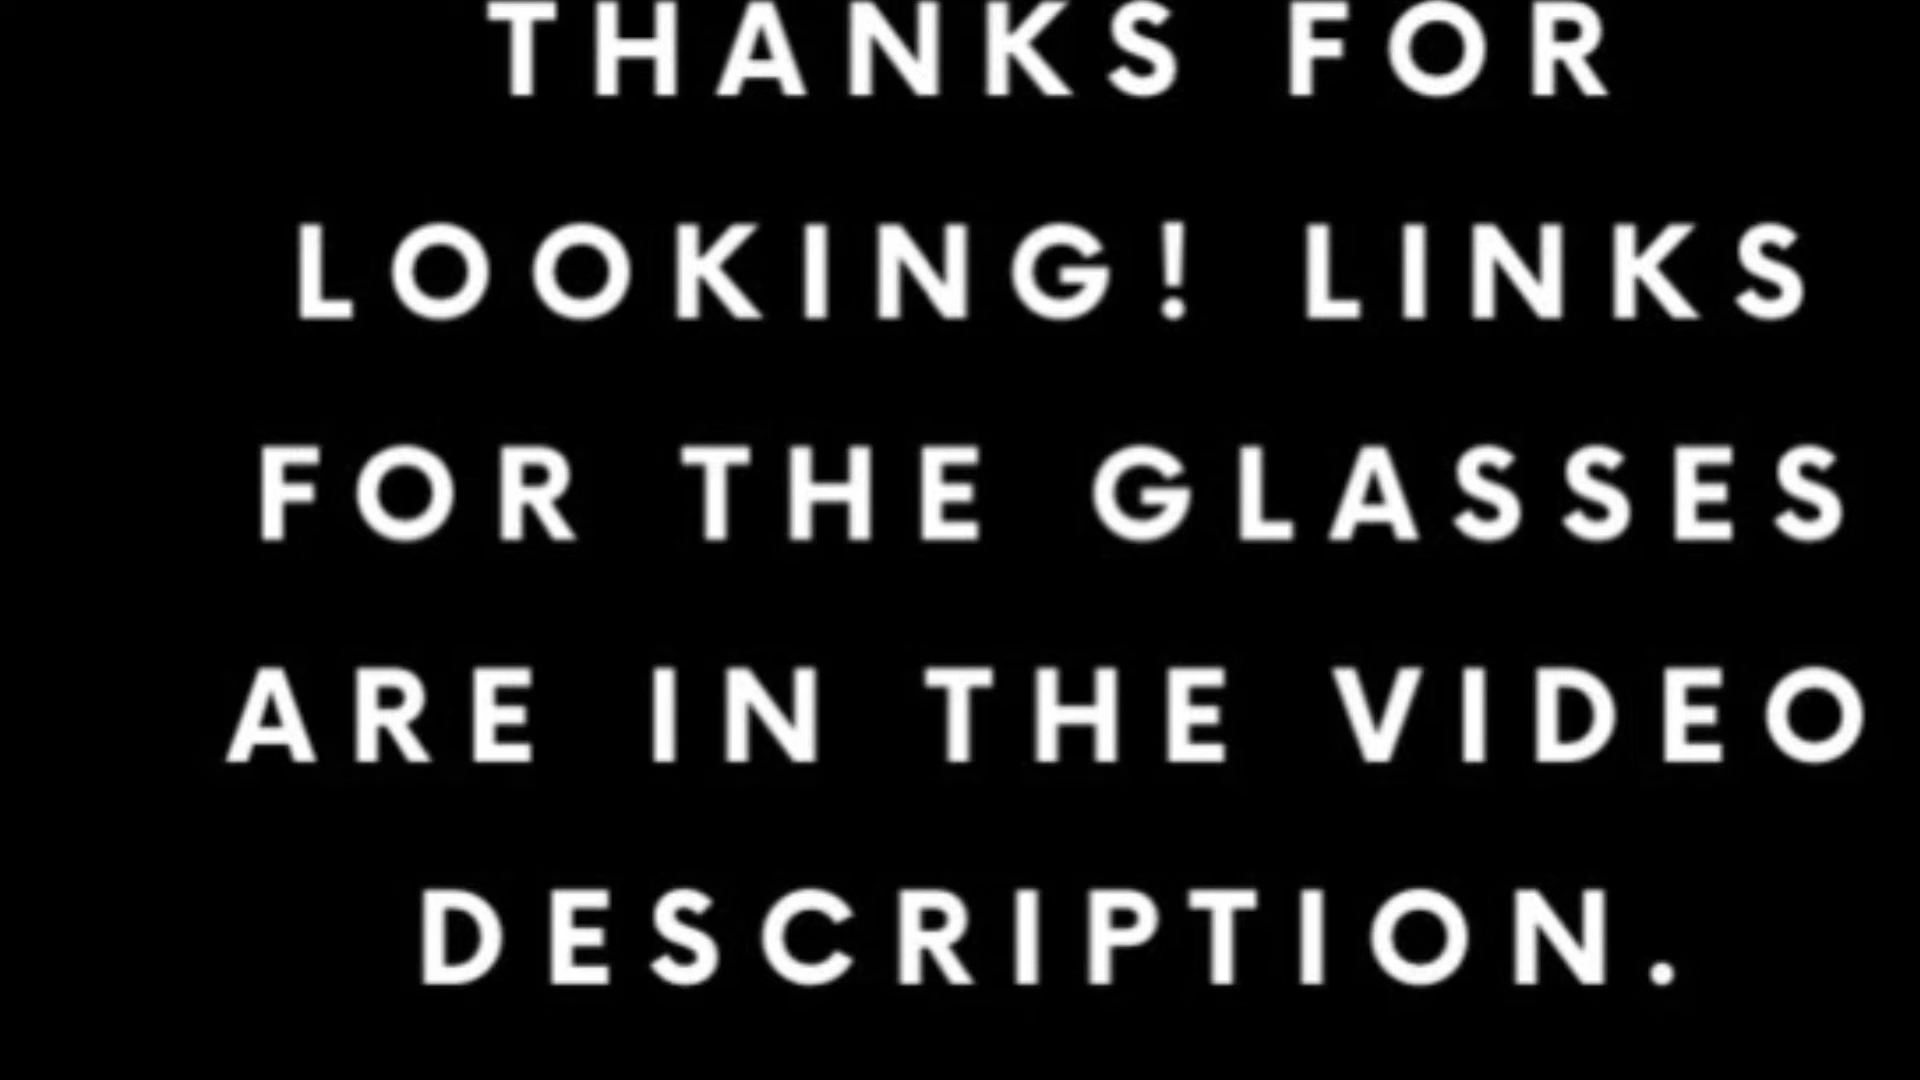 THANKS FOR
LOOKING! LINKS
FOR THE GLASSES
ARE IN THE VIDEO
DESCRIPTION.